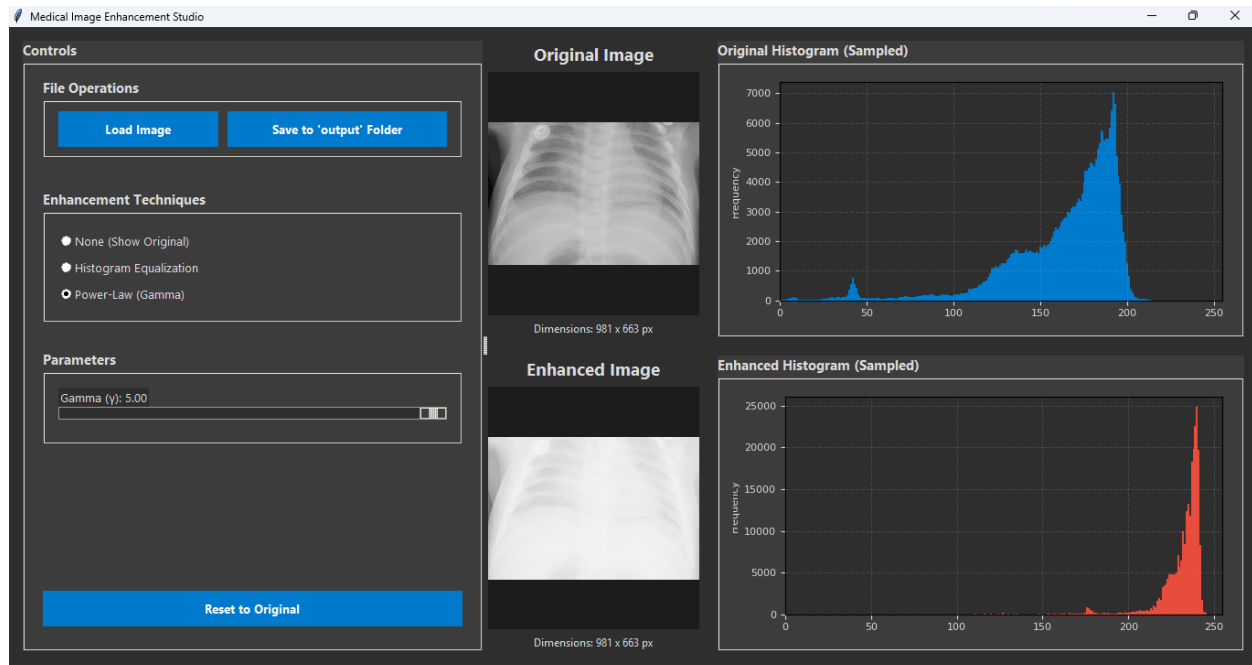 Medical Image Enhancement Studio
Controls
File Operations
Load Image
Save to 'output' Folder
Enhancement Techniques
None (Show Original)
Histogram Equalization
Power-Law (Gamma)
Parameters
Gamma (γ): 5.00
Reset to Original
Original Image
Dimensions: 981 x 663 px
Enhanced Image
Dimensions: 981 x 663 px
Original Histogram (Sampled)
Frequency
7000
6000
5000
4000
3000
2000
1000
0
0 50 100 150 200 250
Enhanced Histogram (Sampled)
Frequency
25000
20000
15000
10000
5000
0
0 50 100 150 200 250